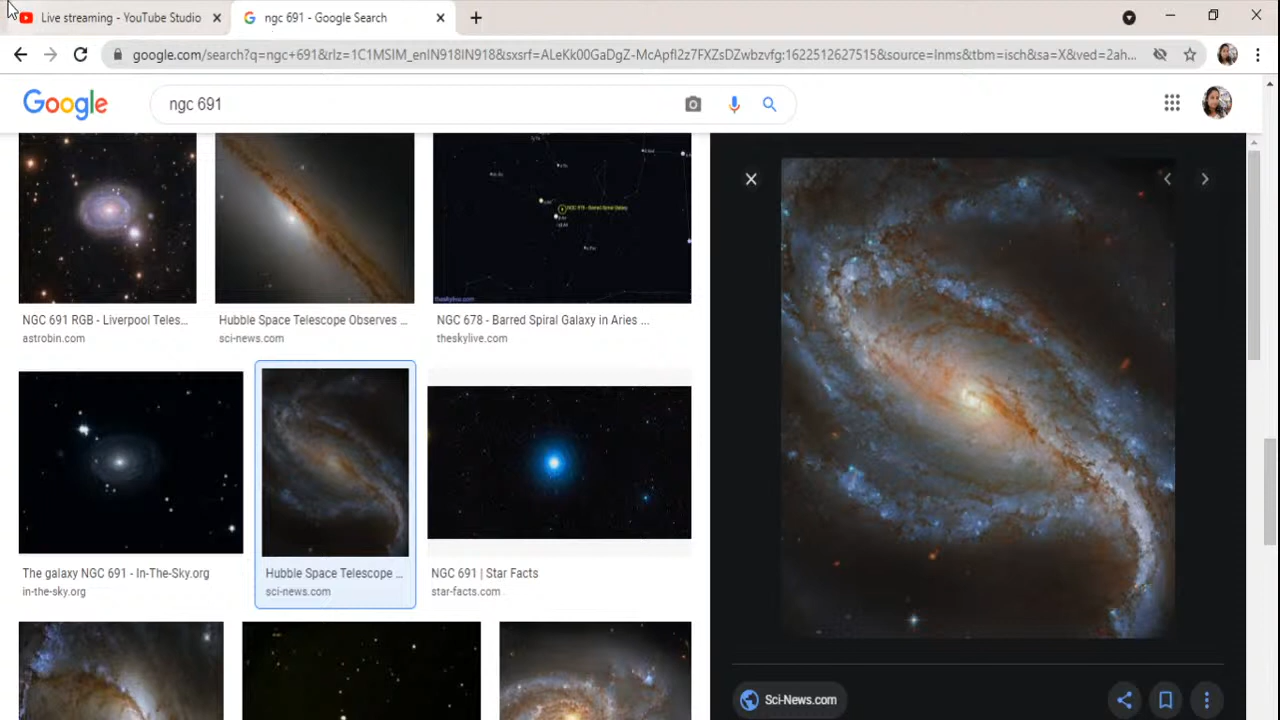 Live streaming - YouTube Studio
ngc 691 - Google Search
google.com/search?q=ngc+691&rlz=1C1MSIM_enIN918IN918&sxsrf=ALeKk00GaDgZ-McApfl2z7FXZsDZwbzvfg:1622512627515&source=lnms&tbm=isch&sa=X&ved=2ah...
Google
ngc 691
NGC 691 RGB - Liverpool Teles...
astrobin.com
Hubble Space Telescope Observes ...
sci-news.com
theskylive.com
NGC 678 - Barred Spiral Galaxy in Aries ...
theskylive.com
The galaxy NGC 691 - In-The-Sky.org
in-the-sky.org
Hubble Space Telescope ...
sci-news.com
NGC 691 | Star Facts
star-facts.com
Sci-News.com